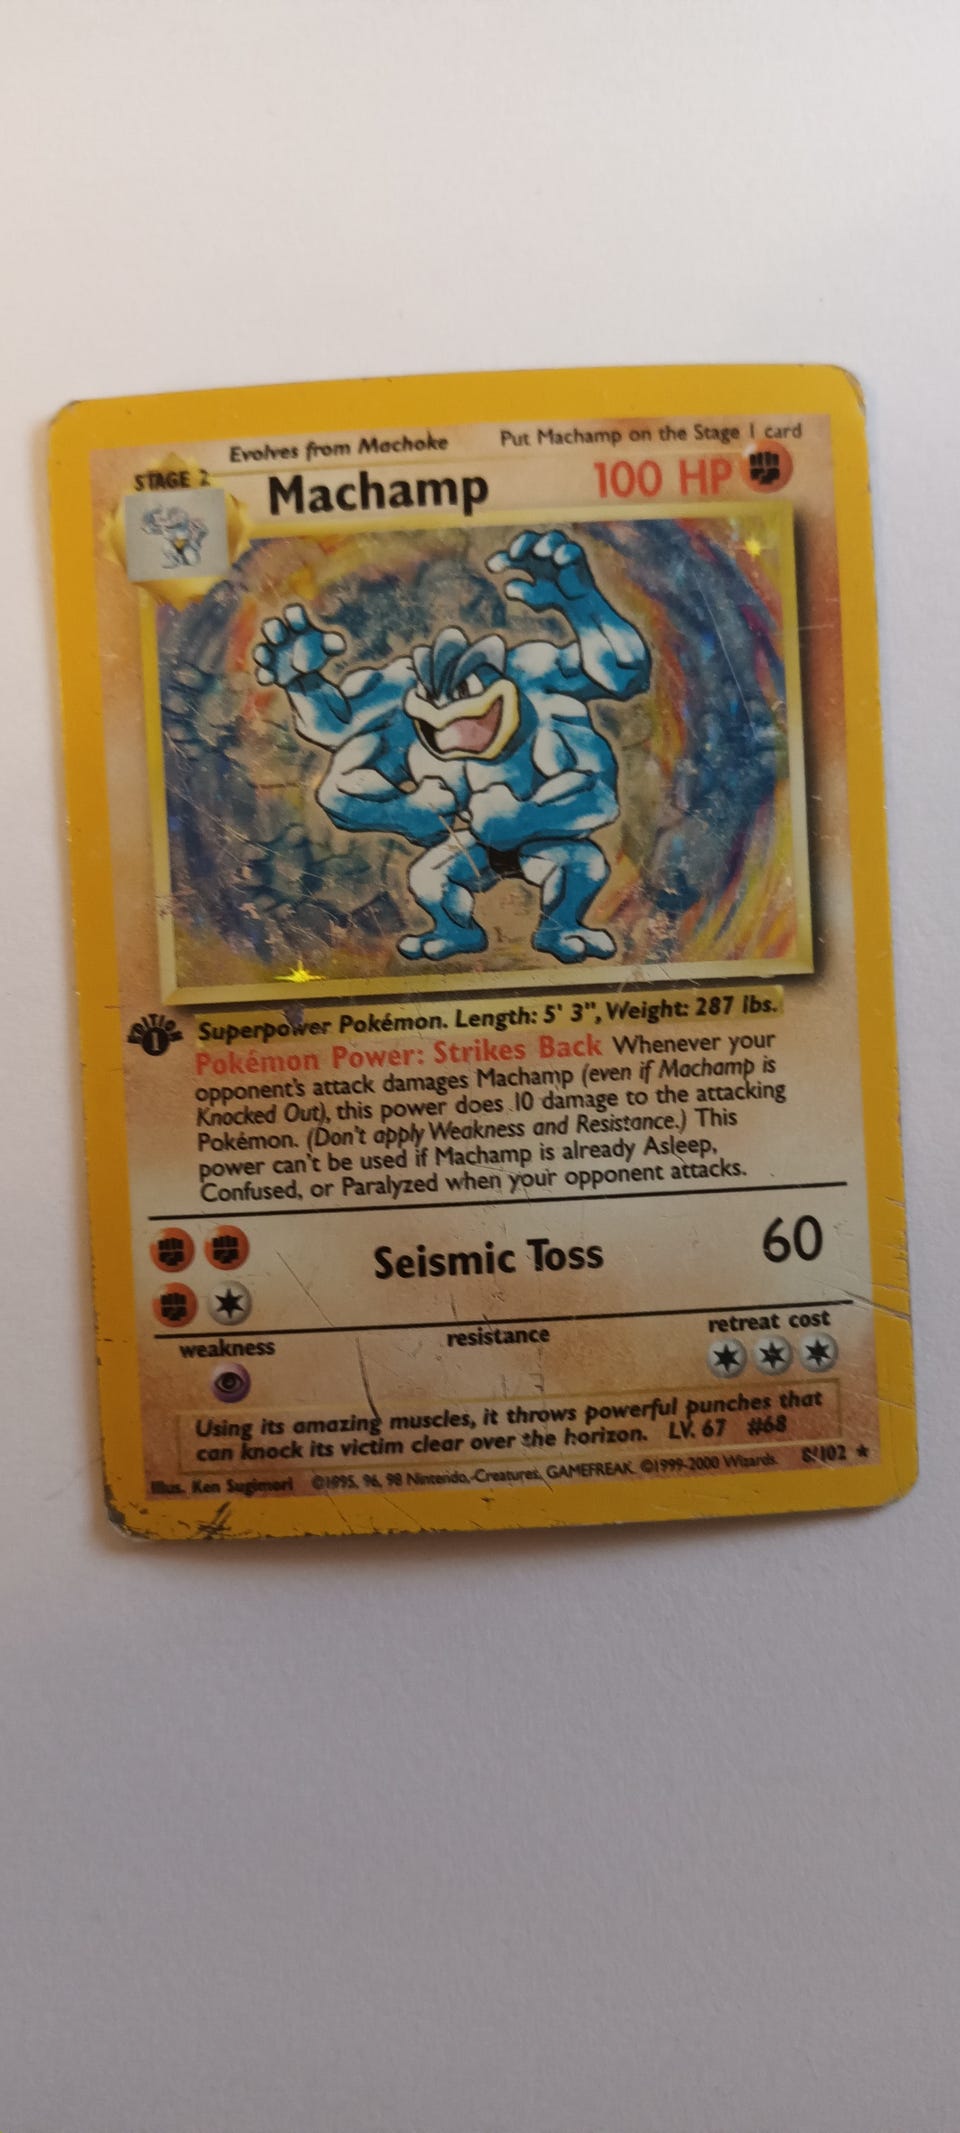 Evolves from Machoke Put Machamp on the Stage 1 card
STAGE 2 Machamp 100 HP
EDITION 1
Superpower Pokémon. Length: 5' 3", Weight: 287 lbs.
Pokémon Power: Strikes Back Whenever your
opponent's attack damages Machamp (even if Machamp is
Knocked Out), this power does 10 damage to the attacking
Pokémon. (Don't apply Weakness and Resistance.) This
power can't be used if Machamp is already Asleep,
Confused, or Paralyzed when your opponent attacks.
Seismic Toss 60
weakness resistance retreat cost
Using its amazing muscles, it throws powerful punches that
can knock its victim clear over the horizon. LV. 67 #68
Illus. Ken Sugimori ©1995, 96, 98 Nintendo, Creatures, GAMEFREAK. ©1999-2000 Wizards. 8/102 ★